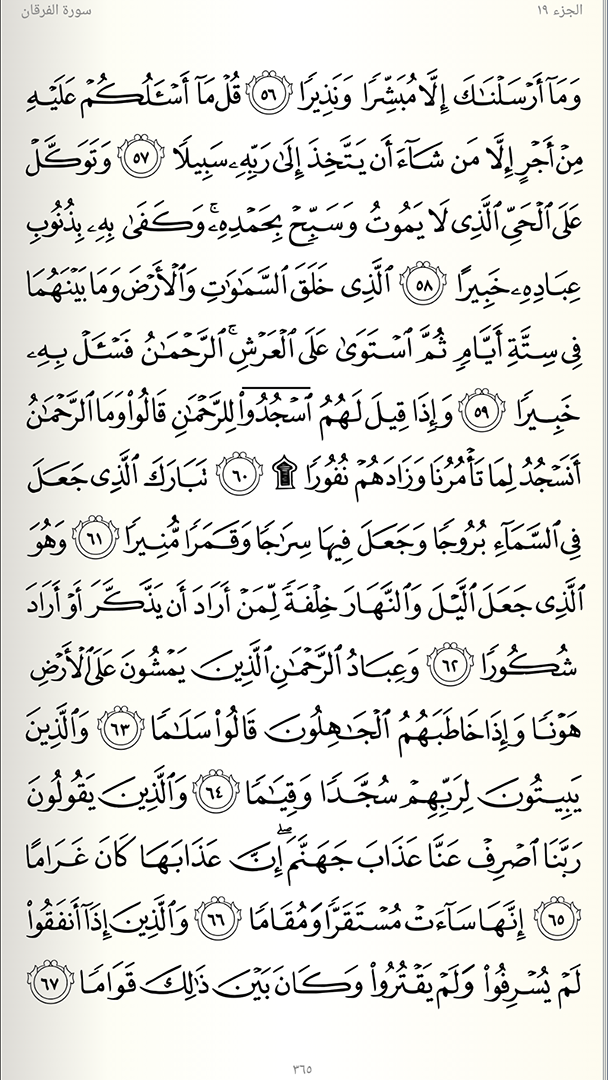 الجزء ١٩
سورة الفرقان
وَمَآ أَرۡسَلۡنَٰكَ إِلَّا مُبَشِّرٗا وَنَذِيرٗا ٥٦ قُلۡ مَآ أَسۡـَٔلُكُمۡ عَلَيۡهِ
مِنۡ أَجۡرٍ إِلَّا مَن شَآءَ أَن يَتَّخِذَ إِلَىٰ رَبِّهِۦ سَبِيلٗا ٥٧ وَتَوَكَّلۡ
عَلَى ٱلۡحَيِّ ٱلَّذِي لَا يَمُوتُ وَسَبِّحۡ بِحَمۡدِهِۦۚ وَكَفَىٰ بِهِۦ بِذُنُوبِ
عِبَادِهِۦ خَبِيرًا ٥٨ ٱلَّذِي خَلَقَ ٱلسَّمَٰوَٰتِ وَٱلۡأَرۡضَ وَمَا بَيۡنَهُمَا
فِي سِتَّةِ أَيَّامٖ ثُمَّ ٱسۡتَوَىٰ عَلَى ٱلۡعَرۡشِۚ ٱلرَّحۡمَٰنُ فَسۡـَٔلۡ بِهِۦ
خَبِيرٗا ٥٩ وَإِذَا قِيلَ لَهُمُ ٱسۡجُدُواْۤ لِلرَّحۡمَٰنِ قَالُواْ وَمَا ٱلرَّحۡمَٰنُ
أَنَسۡجُدُ لِمَا تَأۡمُرُنَا وَزَادَهُمۡ نُفُورٗا ۩ ٦٠ تَبَارَكَ ٱلَّذِي جَعَلَ
فِي ٱلسَّمَآءِ بُرُوجٗا وَجَعَلَ فِيهَا سِرَٰجٗا وَقَمَرٗا مُّنِيرٗا ٦١ وَهُوَ
ٱلَّذِي جَعَلَ ٱلَّيۡلَ وَٱلنَّهَارَ خِلۡفَةٗ لِّمَنۡ أَرَادَ أَن يَذَّكَّرَ أَوۡ أَرَادَ
شُكُورٗا ٦٢ وَعِبَادُ ٱلرَّحۡمَٰنِ ٱلَّذِينَ يَمۡشُونَ عَلَى ٱلۡأَرۡضِ
هَوۡنٗا وَإِذَا خَاطَبَهُمُ ٱلۡجَٰهِلُونَ قَالُواْ سَلَٰمٗا ٦٣ وَٱلَّذِينَ
يَبِيتُونَ لِرَبِّهِمۡ سُجَّدٗا وَقِيَٰمٗا ٦٤ وَٱلَّذِينَ يَقُولُونَ
رَبَّنَا ٱصۡرِفۡ عَنَّا عَذَابَ جَهَنَّمَۖ إِنَّ عَذَابَهَا كَانَ غَرَامًا
٦٥ إِنَّهَا سَآءَتۡ مُسۡتَقَرّٗا وَمُقَامٗا ٦٦ وَٱلَّذِينَ إِذَآ أَنفَقُواْ
لَمۡ يُسۡرِفُواْ وَلَمۡ يَقۡتُرُواْ وَكَانَ بَيۡنَ ذَٰلِكَ قَوَامٗا ٦٧
٣٦٥